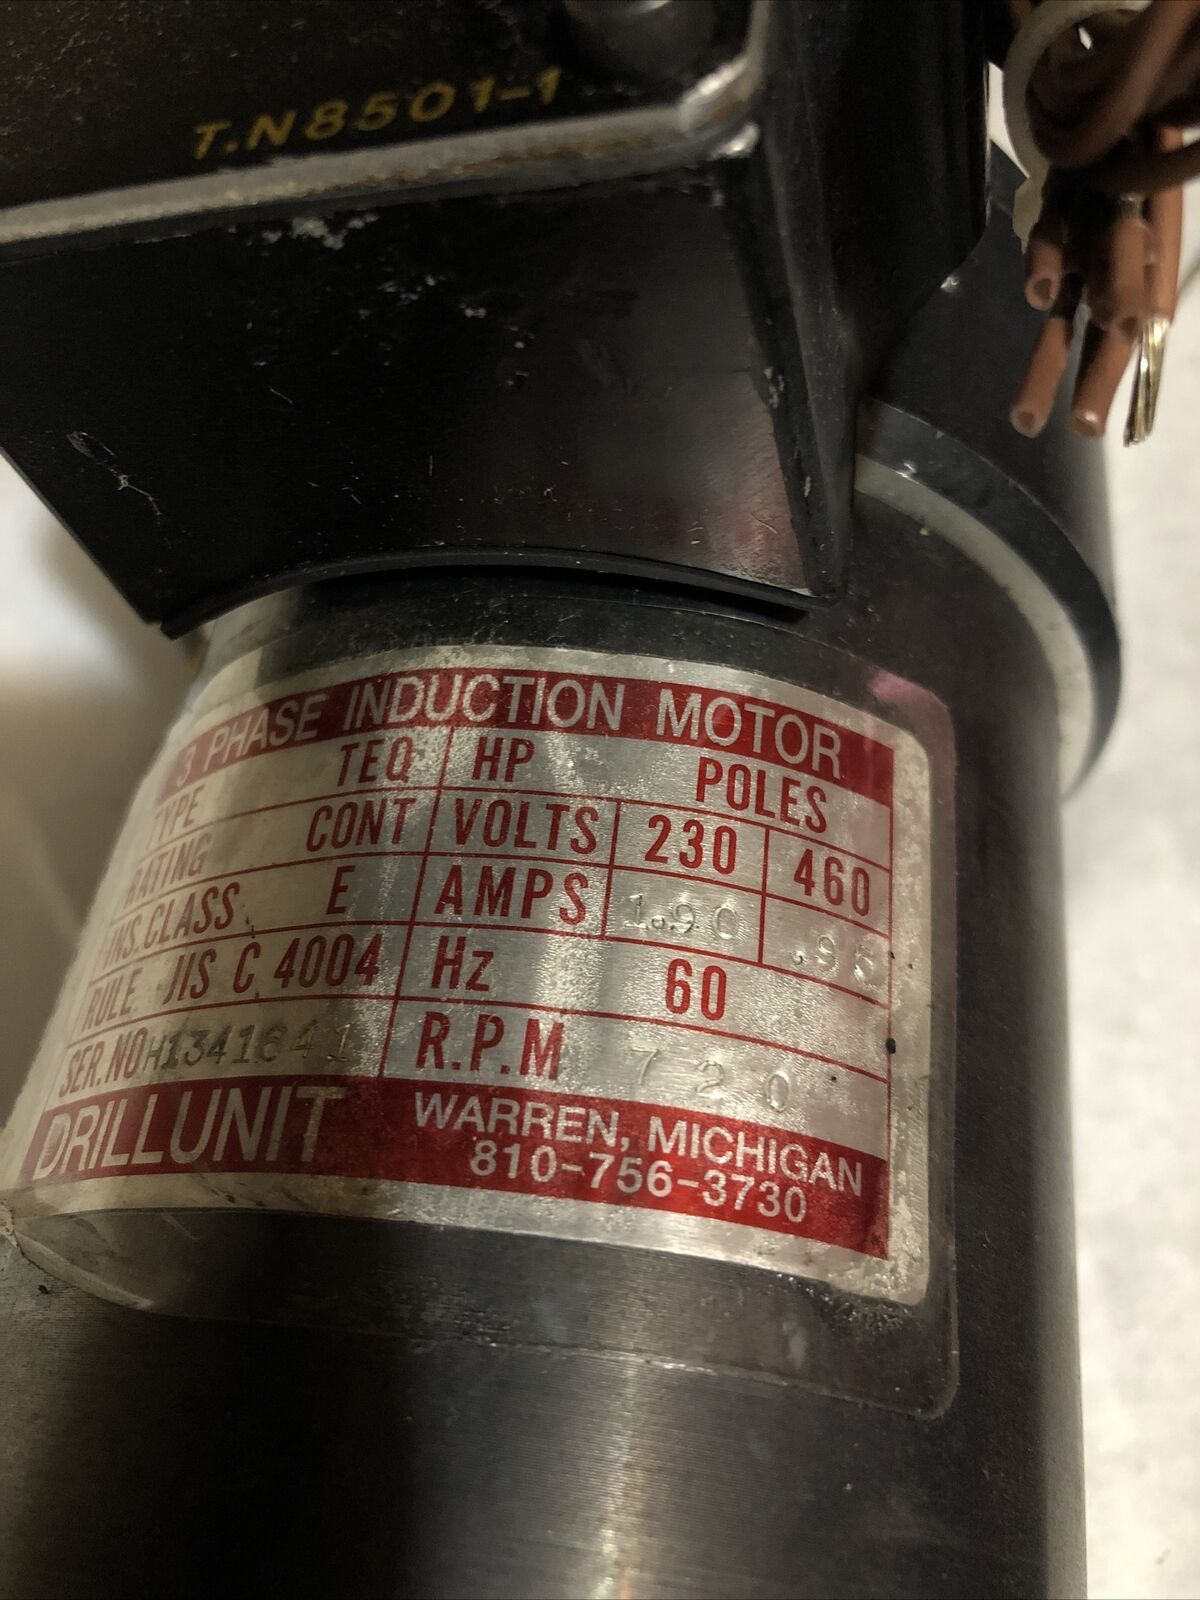 T.N8501-1
3 PHASE INDUCTION MOTOR
TYPE TEQ HP POLES
RATING CONT VOLTS 230 460
INS.CLASS E AMPS 1.90 .95
RULE JIS C 4004 Hz 60
SER.NO H1341641 R.P.M 720
DRILLUNIT WARREN, MICHIGAN
810-756-3730